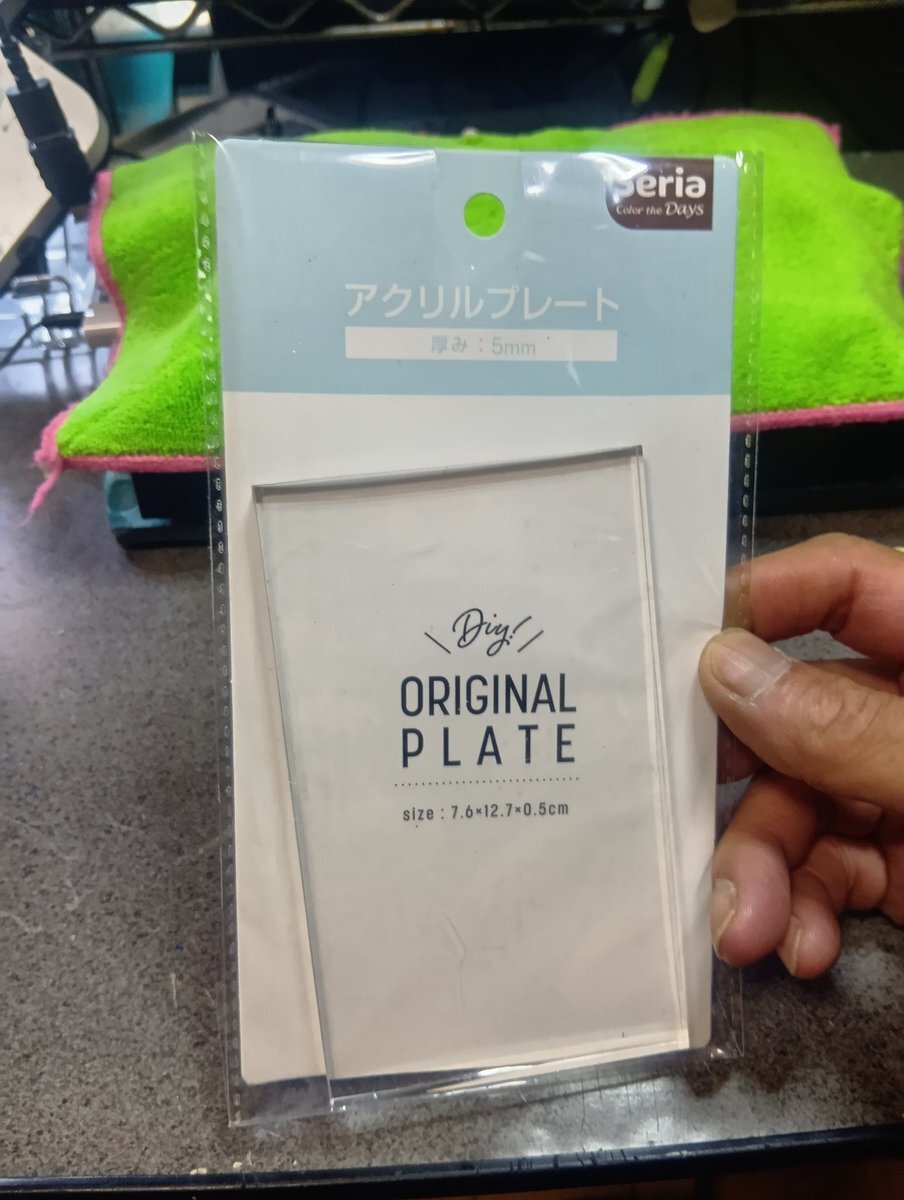 Seria
Color the Days
アクリルプレート
厚み：5mm
Diy!
ORIGINAL
PLATE
size : 7.6×12.7×0.5cm